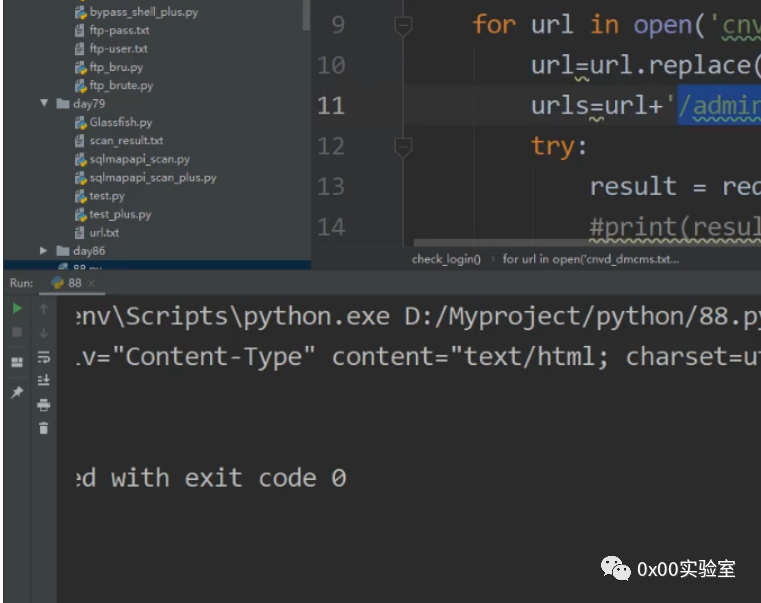 bypass_shell_plus.py
ftp-pass.txt
ftp-user.txt
ftp_bru.py
ftp_brute.py
day79
Glassfish.py
scan_result.txt
sqlmapapi_scan.py
sqlmapapi_scan_plus.py
test.py
test_plus.py
url.txt
day86
88.py
9 for url in open('cnv
10 url=url.replace(
11 urls=url+'/admin
12 try:
13 result = req
14 #print(resul
check_login() › for url in open('cnvd_dmcms.txt...
Run: 88 ×
env\Scripts\python.exe D:/Myproject/python/88.py
iv="Content-Type" content="text/html; charset=ut
ed with exit code 0
0x00实验室